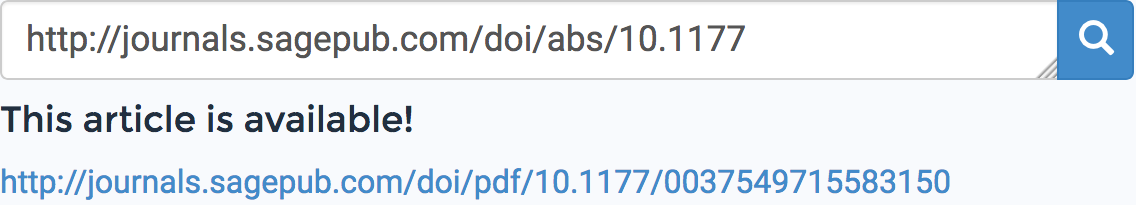 http://journals.sagepub.com/doi/abs/10.1177
This article is available!
http://journals.sagepub.com/doi/pdf/10.1177/0037549715583150